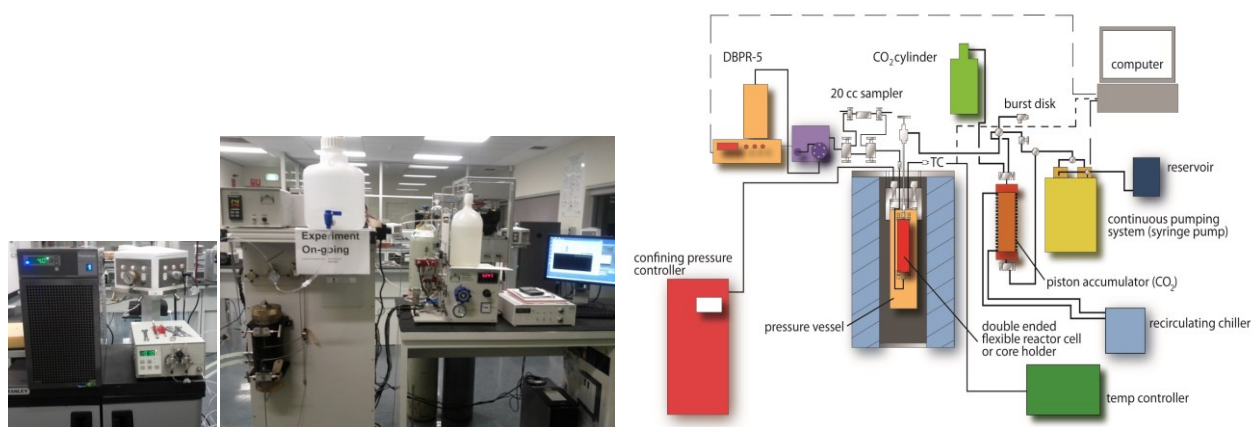 Experiment
On-going
STANLEY
DBPR-5
CO₂ cylinder
computer
20 cc sampler
burst disk
TC
reservoir
continuous pumping
system (syringe pump)
confining pressure
controller
piston accumulator (CO₂)
pressure vessel
recirculating chiller
double ended
flexible reactor cell
or core holder
temp controller